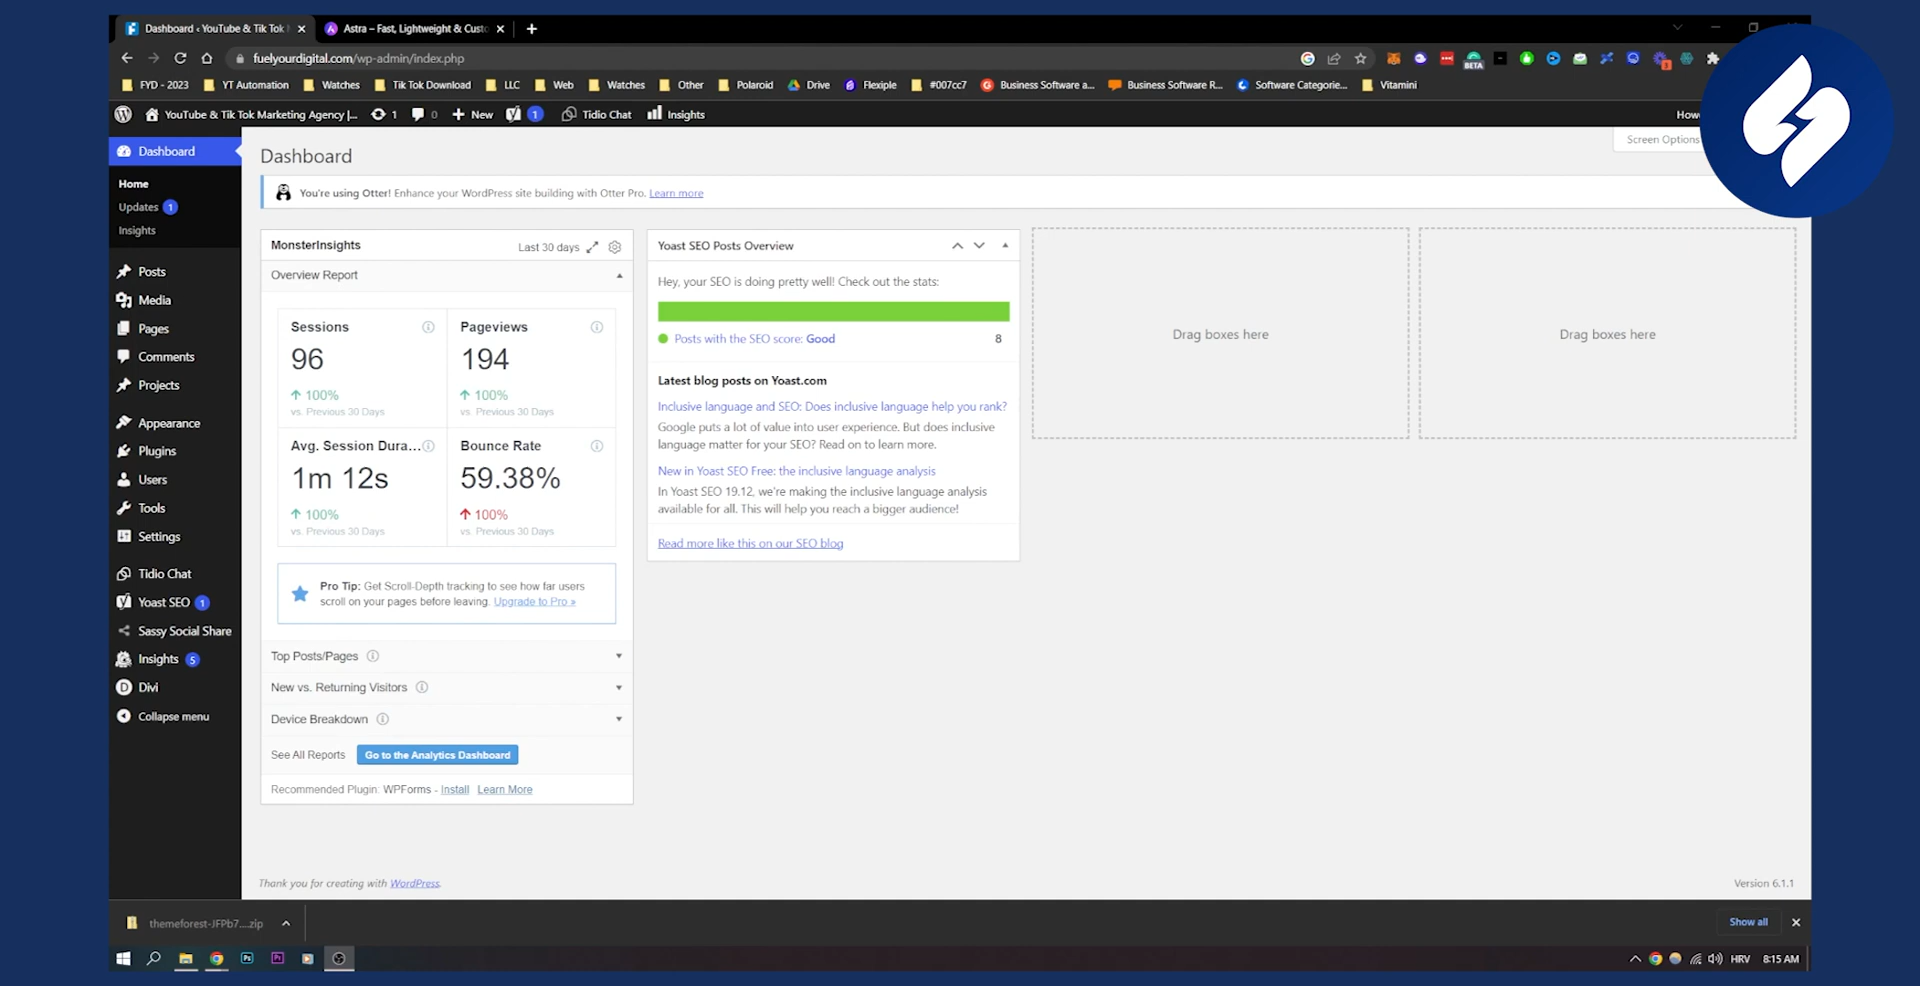 Dashboard ‹ YouTube & Tik Tok
Astra – Fast, Lightweight & Custo
fuelyourdigital.com/wp-admin/index.php
BETA
FYD - 2023
YT Automation
Watches
Tik Tok Download
LLC
Web
Watches
Other
Polaroid
Drive
Flexiple
#007cc7
Business Software a...
Business Software R...
Software Categorie...
Vitamini
YouTube & Tik Tok Marketing Agency |...
1
0
New
1
Tidio Chat
Insights
Howd
Dashboard
Home
Updates 1
Insights
Posts
Media
Pages
Comments
Projects
Appearance
Plugins
Users
Tools
Settings
Tidio Chat
Yoast SEO 1
Sassy Social Share
Insights 5
D Divi
Collapse menu
Dashboard
Screen Options
You're using Otter! Enhance your WordPress site building with Otter Pro. Learn more
MonsterInsights
Last 30 days
Overview Report
Sessions
96
100%
vs. Previous 30 Days
Pageviews
194
100%
vs. Previous 30 Days
Avg. Session Dura...
1m 12s
100%
vs. Previous 30 Days
Bounce Rate
59.38%
100%
vs. Previous 30 Days
Pro Tip: Get Scroll-Depth tracking to see how far users
scroll on your pages before leaving. Upgrade to Pro »
Top Posts/Pages
New vs. Returning Visitors
Device Breakdown
See All Reports
Go to the Analytics Dashboard
Recommended Plugin: WPForms - Install Learn More
Yoast SEO Posts Overview
Hey, your SEO is doing pretty well! Check out the stats:
Posts with the SEO score: Good 8
Latest blog posts on Yoast.com
Inclusive language and SEO: Does inclusive language help you rank?
Google puts a lot of value into user experience. But does inclusive
language matter for your SEO? Read on to learn more.
New in Yoast SEO Free: the inclusive language analysis
In Yoast SEO 19.12, we're making the inclusive language analysis
available for all. This will help you reach a bigger audience!
Read more like this on our SEO blog
Drag boxes here
Drag boxes here
Thank you for creating with WordPress.
Version 6.1.1
themeforest-JFPb7....zip
Show all
Ps
Pr
HRV
8:15 AM